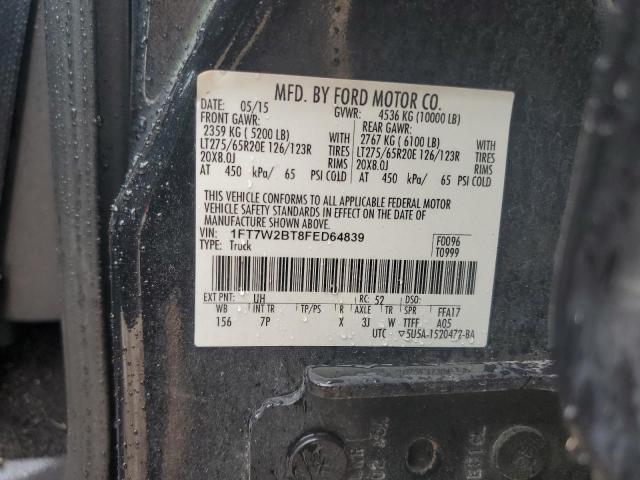 MFD. BY FORD MOTOR CO.
DATE: 05/15 GVWR: 4536 KG (10000 LB)
FRONT GAWR: REAR GAWR:
2359 KG ( 5200 LB) WITH 2767 KG ( 6100 LB) WITH
LT275/65R20E 126/123R TIRES LT275/65R20E 126/123R TIRES
20X8.0J RIMS 20X8.0J RIMS
AT 450 kPa/ 65 PSI COLD AT 450 kPa/ 65 PSI COLD
THIS VEHICLE CONFORMS TO ALL APPLICABLE FEDERAL MOTOR
VEHICLE SAFETY STANDARDS IN EFFECT ON THE DATE OF
MANUFACTURE SHOWN ABOVE.
VIN: 1FT7W2BT8FED64839 F0096
TYPE: Truck T0999
EXT PNT: UH RC: 52 DSO:
WB INT TR TP/PS R AXLE TR SPR FFA17
156 7P X 3J W TTFF A05
UTC ▽5U5A-1520472-BA